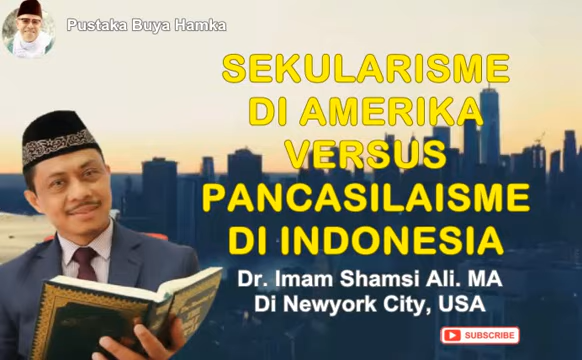 Pustaka Buya Hamka
SEKULARISME
DI AMERIKA
VERSUS
PANCASILAISME
DI INDONESIA
Dr. Imam Shamsi Ali. MA
Di Newyork City, USA
SUBSCRIBE